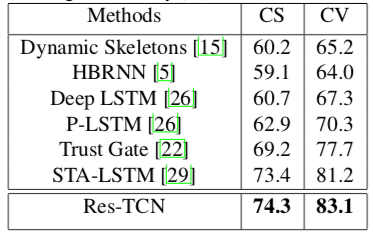 Methods CS CV
Dynamic Skeletons [15] 60.2 65.2
HBRNN [5] 59.1 64.0
Deep LSTM [26] 60.7 67.3
P-LSTM [26] 62.9 70.3
Trust Gate [22] 69.2 77.7
STA-LSTM [29] 73.4 81.2
Res-TCN 74.3 83.1